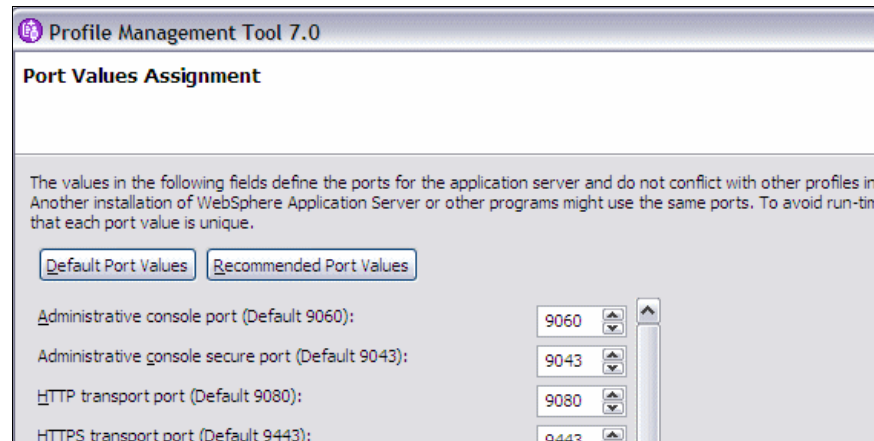 Profile Management Tool 7.0
Port Values Assignment
The values in the following fields define the ports for the application server and do not conflict with other profiles in
Another installation of WebSphere Application Server or other programs might use the same ports. To avoid run-tim
that each port value is unique.
Default Port Values Recommended Port Values
Administrative console port (Default 9060): 9060
Administrative console secure port (Default 9043): 9043
HTTP transport port (Default 9080): 9080
HTTPS transport port (Default 9443): 9443